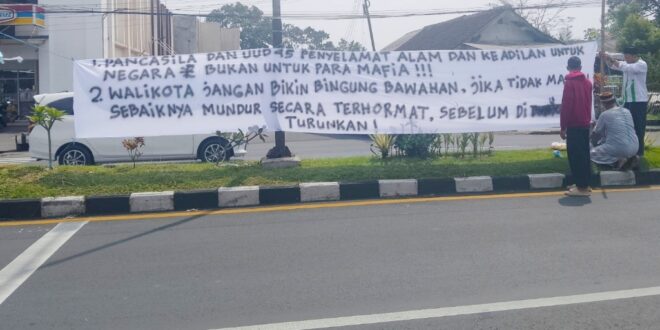 1. PANCASILA DAN UUD 45 PENYELAMAT ALAM DAN KEADILAN UNTUK
NEGARA & BUKAN UNTUK PARA MAFIA !!!
2 WALIKOTA JANGAN BIKIN BINGUNG BAWAHAN. JIKA TIDAK
SEBAIKNYA MUNDUR SECARA TERHORMAT. SEBELUM DI
TURUNKAN!